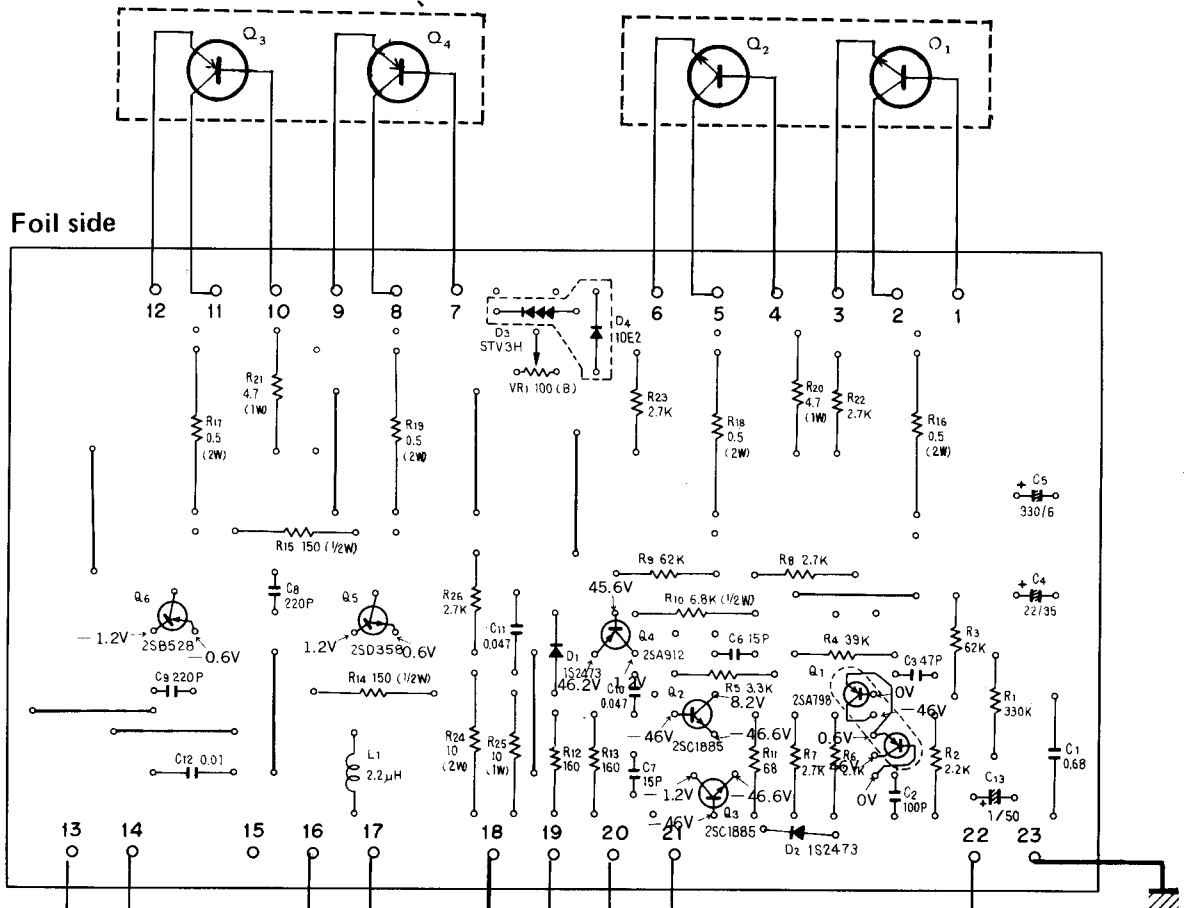 Q3
Q4
Q2
Q1
Foil side
12 11 10 9 8 7 6 5 4 3 2 1
D3
STV3H
D4
10E2
VR1 100 (B)
R21
4.7
(1W)
R17
0.5
(2W)
R19
0.5
(2W)
R23
2.7K
R18
0.5
(2W)
R20
4.7
(1W)
R22
2.7K
R16
0.5
(2W)
+ C5
330/6
R15 150 (1/2W)
R9 62K
R8 2.7K
+ C4
22/35
Q6
C8
220P
Q5
R26
2.7K
45.6V
R10 6.8K (1/2W)
C11
0.047
Q4
2SA912
C6 15P
R4 39K
R3
62K
−1.2V
2SB528
−0.6V
1.2V
2SD358
0.6V
D1
1S2473
46.2V
1.2V
C3 47P
C9 220P
R14 150 (1/2W)
C10
0.047
Q2
R5 3.3K
8.2V
Q1
2SA798
0V
−46V
R1
330K
−46V
2SC1885
−46.6V
0.6V
R24
10
(2W)
R25
10
(1W)
R12
160
R13
160
R11
68
R7
2.7K
R6
2.7K
46V
R2
2.2K
C1
0.68
C12 0.01
L1
2.2μH
C7
15P
−1.2V
−46.6V
−46V
Q3
2SC1885
0V
C2
100P
C13
+ 1/50
D2 1S2473
13 14 15 16 17 18 19 20 21 22 23